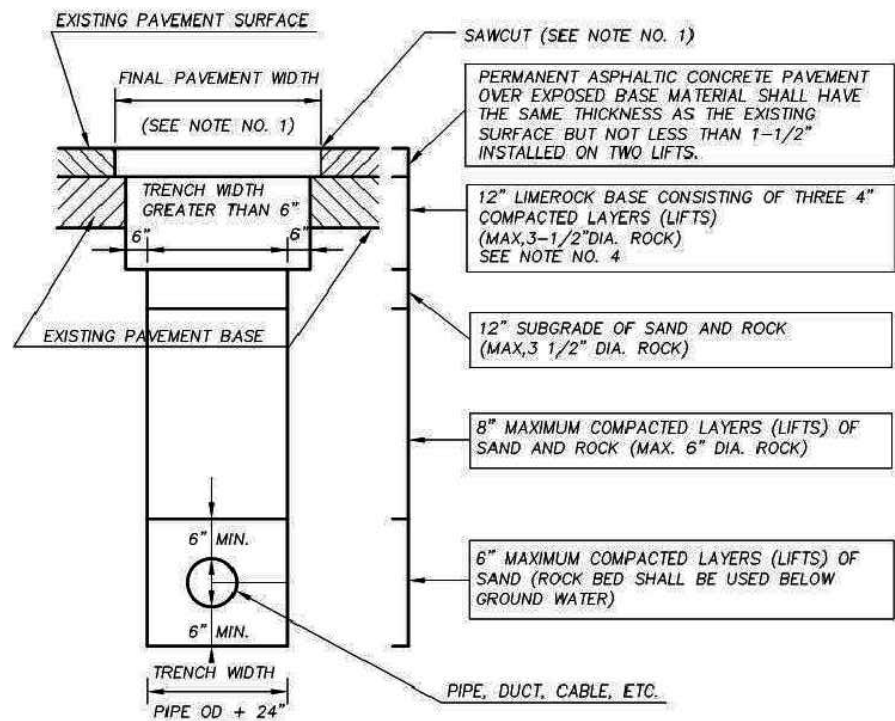 EXISTING PAVEMENT SURFACE
SAWCUT (SEE NOTE NO. 1)
FINAL PAVEMENT WIDTH
(SEE NOTE NO. 1)
PERMANENT ASPHALTIC CONCRETE PAVEMENT
OVER EXPOSED BASE MATERIAL SHALL HAVE
THE SAME THICKNESS AS THE EXISTING
SURFACE BUT NOT LESS THAN 1-1/2"
INSTALLED ON TWO LIFTS.
TRENCH WIDTH
GREATER THAN 6"
6" 6"
12" LIMEROCK BASE CONSISTING OF THREE 4"
COMPACTED LAYERS (LIFTS)
(MAX,3-1/2"DIA. ROCK)
SEE NOTE NO. 4
EXISTING PAVEMENT BASE
12" SUBGRADE OF SAND AND ROCK
(MAX,3 1/2" DIA. ROCK)
8" MAXIMUM COMPACTED LAYERS (LIFTS) OF
SAND AND ROCK (MAX. 6" DIA. ROCK)
6" MIN.
6" MIN.
6" MAXIMUM COMPACTED LAYERS (LIFTS) OF
SAND (ROCK BED SHALL BE USED BELOW
GROUND WATER)
TRENCH WIDTH
PIPE OD + 24"
PIPE, DUCT, CABLE, ETC.